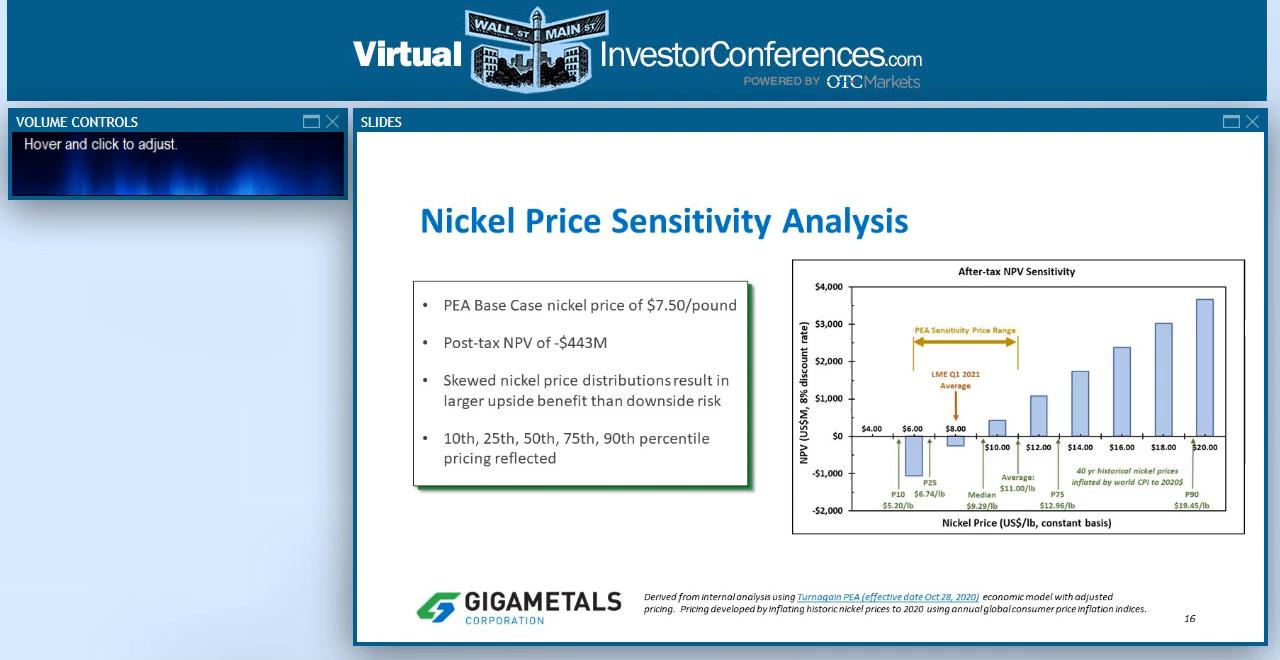 WALL ST MAIN ST
Virtual InvestorConferences.com
POWERED BY OTCMarkets
VOLUME CONTROLS
Hover and click to adjust.
SLIDES
Nickel Price Sensitivity Analysis
• PEA Base Case nickel price of $7.50/pound
• Post-tax NPV of -$443M
• Skewed nickel price distributions result in
larger upside benefit than downside risk
• 10th, 25th, 50th, 75th, 90th percentile
pricing reflected
After-tax NPV Sensitivity
NPV (US$M, 8% discount rate)
$4,000
$3,000
$2,000
$1,000
$0
-$1,000
-$2,000
PEA Sensitivity Price Range
LME Q1 2021
Average
$4.00 $6.00 $8.00
$10.00 $12.00 $14.00 $16.00 $18.00 $20.00
P10
$5.20/lb
P25
$6.74/lb
Median
$9.29/lb
Average:
$11.00/lb
P75
$12.96/lb
40 yr historical nickel prices
inflated by world CPI to 2020$
P90
$19.45/lb
Nickel Price (US$/lb, constant basis)
GIGAMETALS
CORPORATION
Derived from internal analysis using Turnagain PEA (effective date Oct 28, 2020) economic model with adjusted
pricing. Pricing developed by inflating historic nickel prices to 2020 using annual global consumer price inflation indices.
16